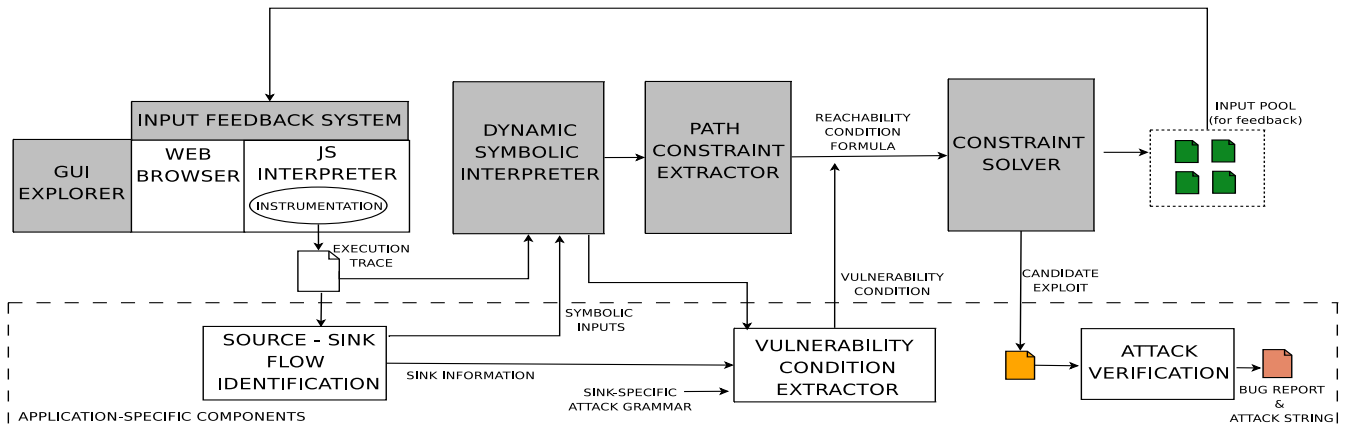 INPUT FEEDBACK SYSTEM
GUI
EXPLORER
WEB
BROWSER
JS
INTERPRETER
INSTRUMENTATION
EXECUTION
TRACE
DYNAMIC
SYMBOLIC
INTERPRETER
PATH
CONSTRAINT
EXTRACTOR
REACHABILITY
CONDITION
FORMULA
CONSTRAINT
SOLVER
INPUT POOL
(for feedback)
SYMBOLIC
INPUTS
VULNERABILITY
CONDITION
CANDIDATE
EXPLOIT
SOURCE - SINK
FLOW
IDENTIFICATION
SINK INFORMATION
SINK-SPECIFIC
ATTACK GRAMMAR
VULNERABILITY
CONDITION
EXTRACTOR
ATTACK
VERIFICATION
BUG REPORT
&
ATTACK STRING
APPLICATION-SPECIFIC COMPONENTS